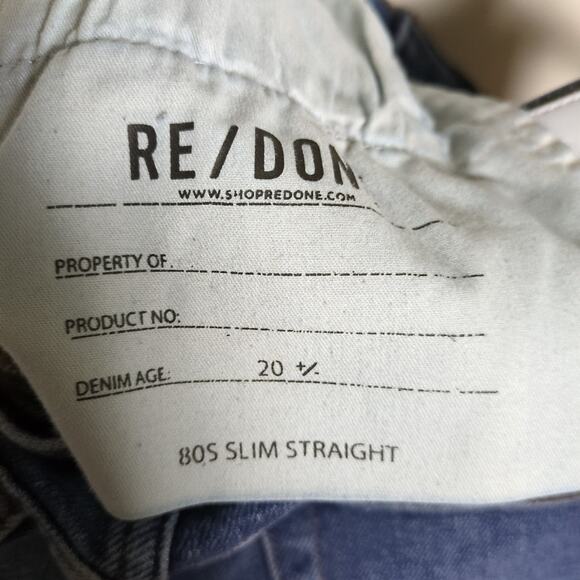 RE/DON
WWW.SHOPREDONE.COM
PROPERTY OF
PRODUCT NO:
DENIM AGE: 20 +/-
80S SLIM STRAIGHT